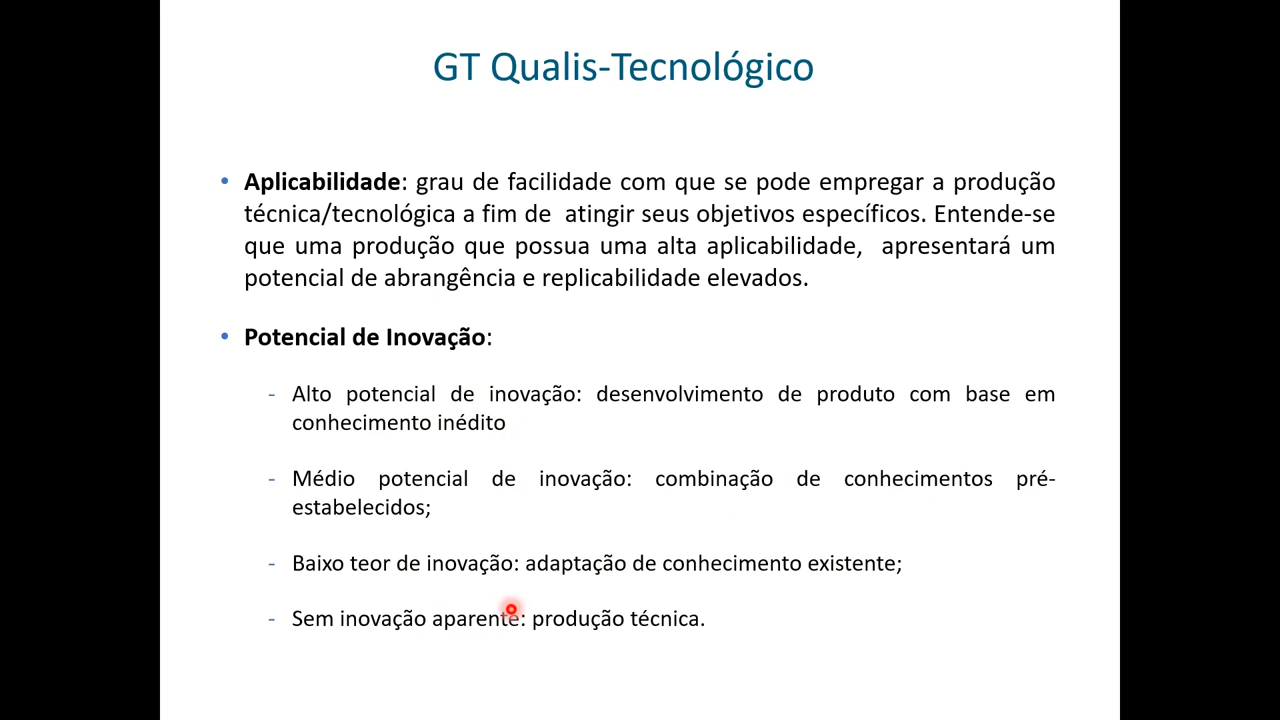 GT Qualis-Tecnológico
• Aplicabilidade: grau de facilidade com que se pode empregar a produção
técnica/tecnológica a fim de  atingir seus objetivos específicos. Entende-se
que uma produção que possua uma alta aplicabilidade,  apresentará um
potencial de abrangência e replicabilidade elevados.
• Potencial de Inovação:
- Alto potencial de inovação: desenvolvimento de produto com base em
conhecimento inédito
- Médio potencial de inovação: combinação de conhecimentos pré-
estabelecidos;
- Baixo teor de inovação: adaptação de conhecimento existente;
- Sem inovação aparente: produção técnica.